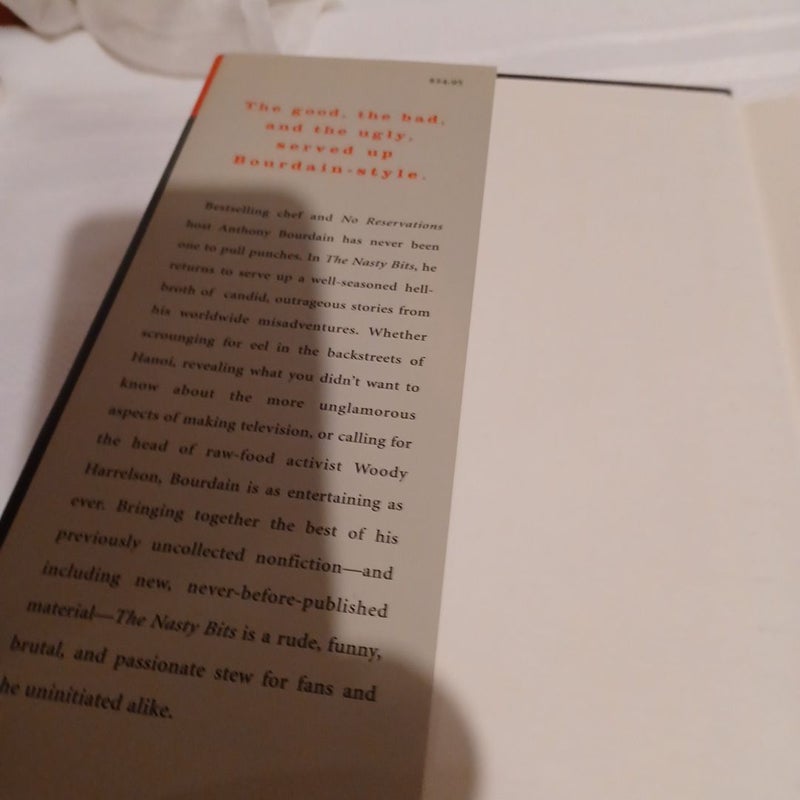 $24.95
The good, the bad,
and the ugly,
served up
Bourdain-style.
Bestselling chef and No Reservations
host Anthony Bourdain has never been
one to pull punches. In The Nasty Bits, he
returns to serve up a well-seasoned hell-
broth of candid, outrageous stories from
his worldwide misadventures. Whether
scrounging for eel in the backstreets of
Hanoi, revealing what you didn't want to
know about the more unglamorous
aspects of making television, or calling for
the head of raw-food activist Woody
Harrelson, Bourdain is as entertaining as
ever. Bringing together the best of his
previously uncollected nonfiction—and
including new, never-before-published
material—The Nasty Bits is a rude, funny,
brutal, and passionate stew for fans and
he uninitiated alike.